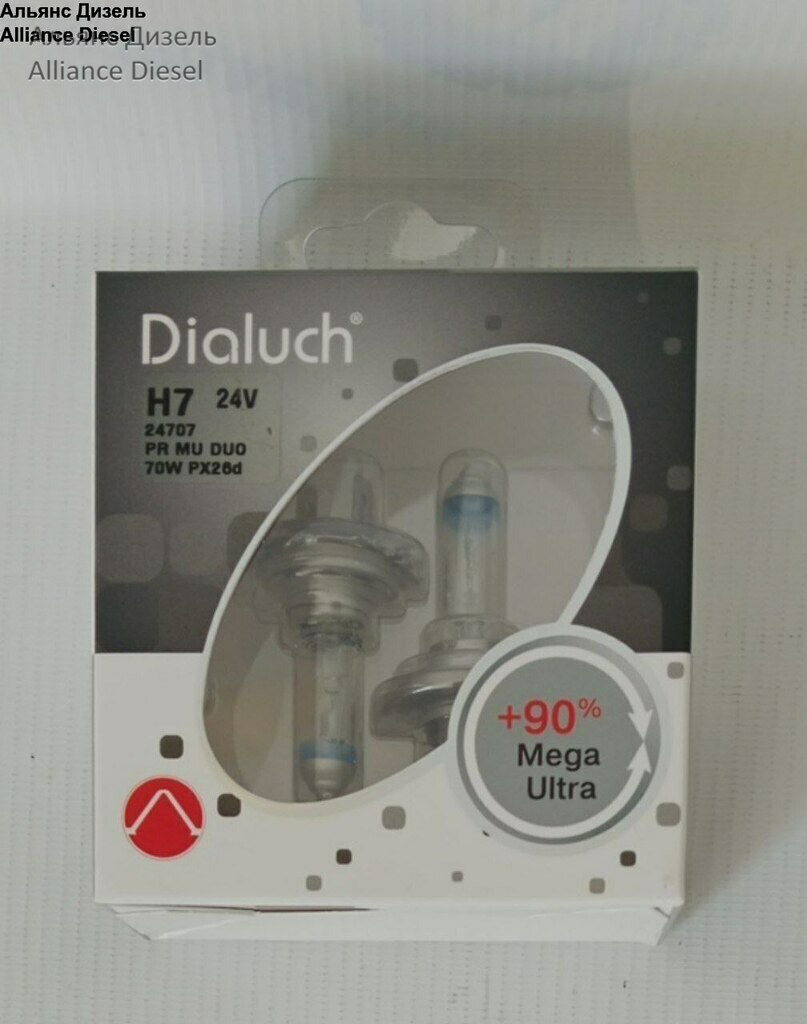 Альянс Дизель
Alliance Diesel
Альянс Дизель
Alliance Diesel
Dialuch®
H7 24V
24707
PR MU DUO
70W PX26d
+90%
Mega
Ultra